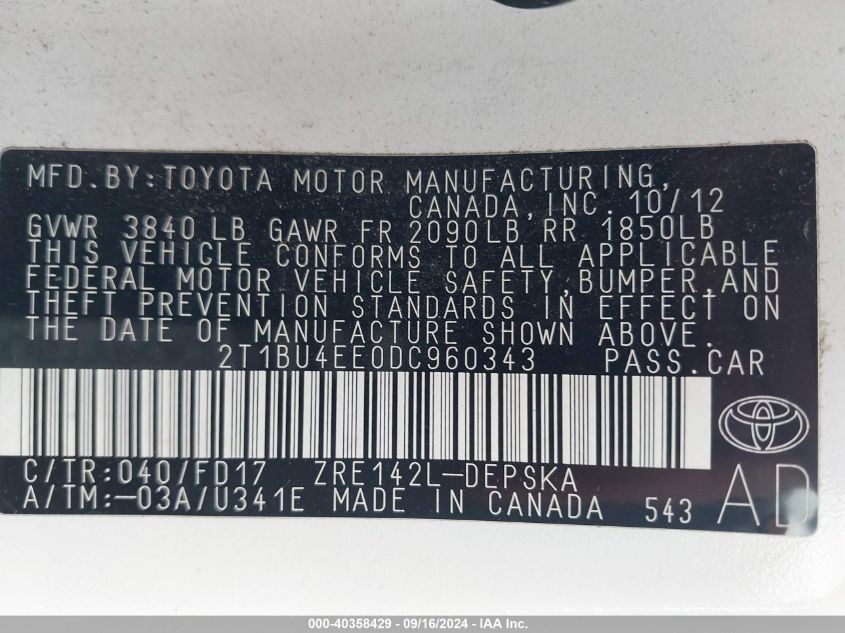 MFD.BY:TOYOTA MOTOR MANUFACTURING,
CANADA,INC. 10/12
GVWR 3840 LB GAWR FR 2090LB RR 1850LB
THIS VEHICLE CONFORMS TO ALL APPLICABLE
FEDERAL MOTOR VEHICLE SAFETY,BUMPER,AND
THEFT PREVENTION STANDARDS IN EFFECT ON
THE DATE OF MANUFACTURE SHOWN ABOVE.
2T1BU4EE0DC960343 PASS.CAR
C/TR:040/FD17 ZRE142L-DEPSKA
A/TM:-03A/U341E MADE IN CANADA 543 AD
000-40358429 - 09/16/2024 - IAAI.COM